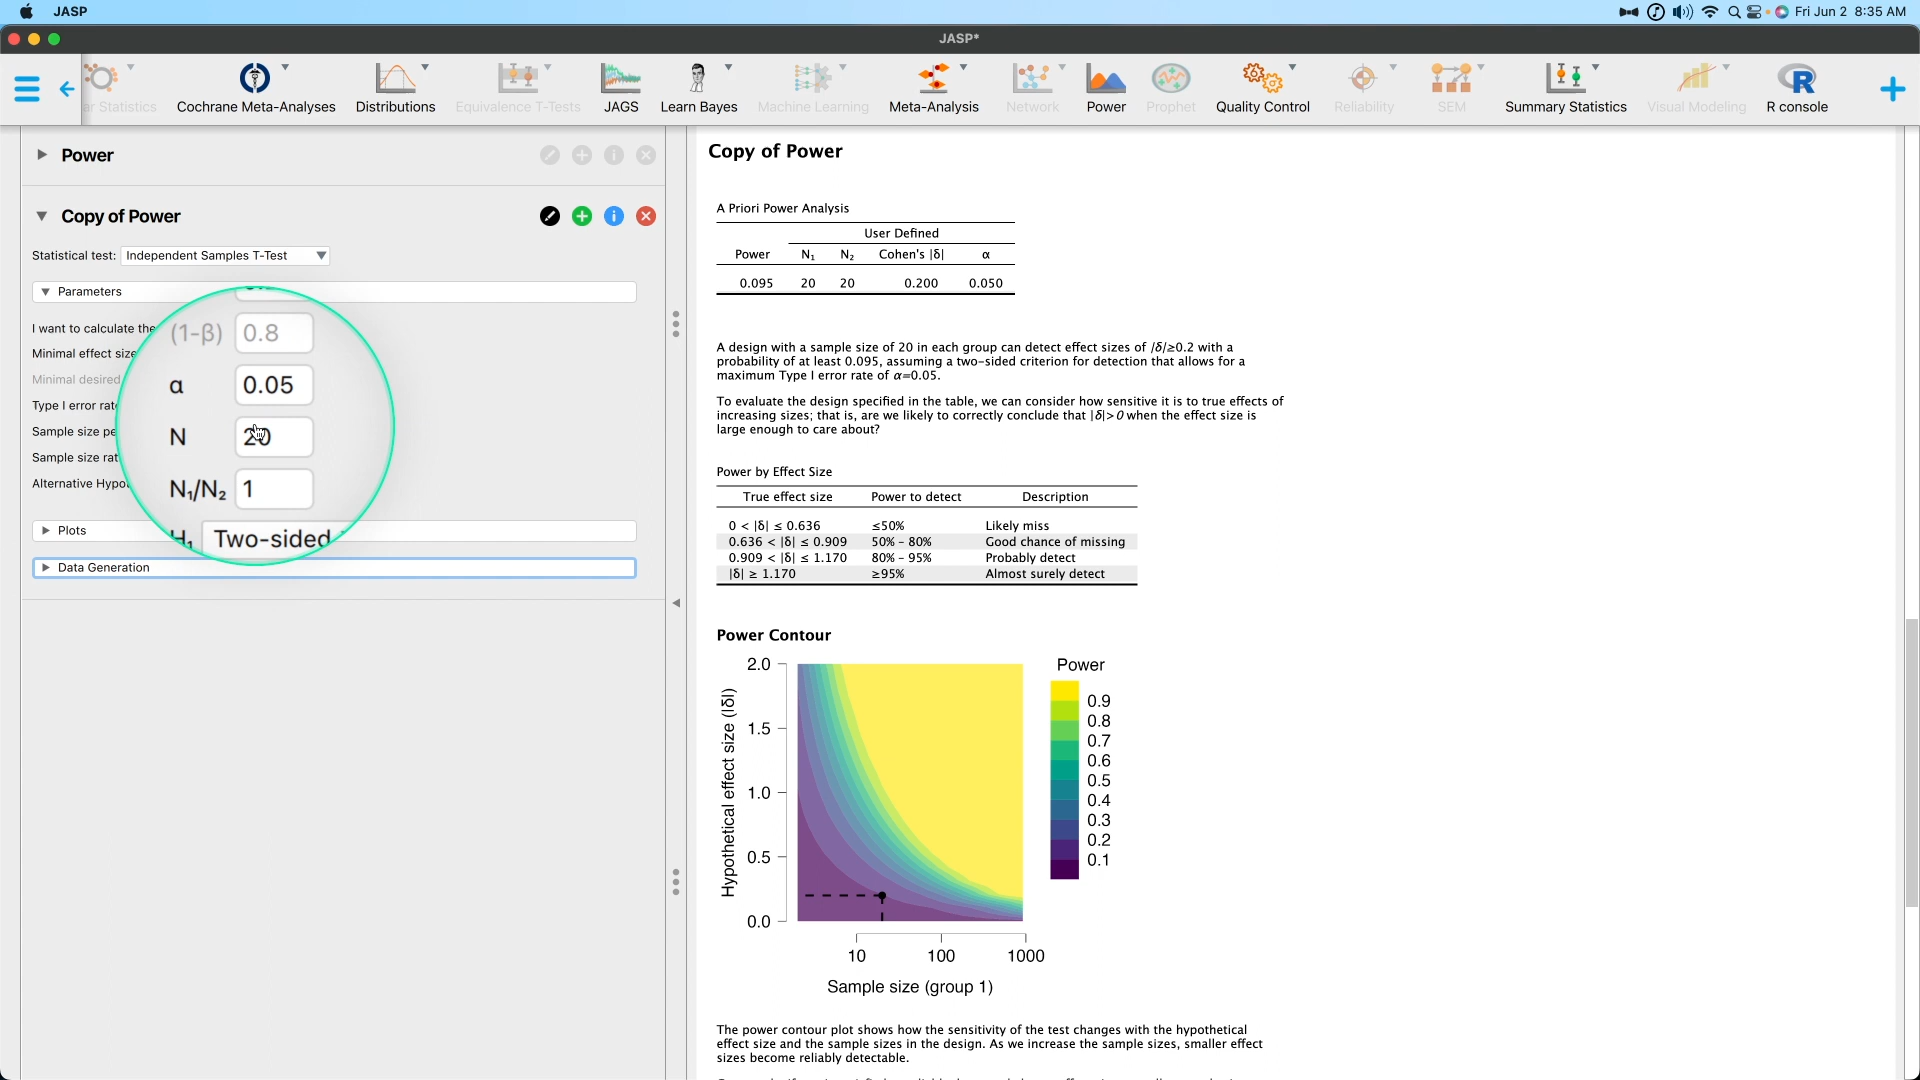 JASP
Fri Jun 2 8:35 AM
JASP*
ar Statistics
Cochrane Meta-Analyses
Distributions
Equivalence T-Tests
JAGS
Learn Bayes
Machine Learning
Meta-Analysis
Network
Power
Prophet
Quality Control
Reliability
SEM
Summary Statistics
Visual Modeling
R console
Power
Copy of Power
Statistical test: Independent Samples T-Test
Parameters
I want to calculate the
Minimal effect size
(1-β) 0.8
Minimal desired
α 0.05
Type I error rat
N 20
Sample size pe
Sample size rat
N₁/N₂ 1
Alternative Hypo
H₁ Two-sided
Plots
Data Generation
Copy of Power
A Priori Power Analysis
User Defined
Power N₁ N₂ Cohen's |δ| α
0.095 20 20 0.200 0.050
A design with a sample size of 20 in each group can detect effect sizes of |δ|≥0.2 with a
probability of at least 0.095, assuming a two-sided criterion for detection that allows for a
maximum Type I error rate of α=0.05.
To evaluate the design specified in the table, we can consider how sensitive it is to true effects of
increasing sizes; that is, are we likely to correctly conclude that |δ|>0 when the effect size is
large enough to care about?
Power by Effect Size
True effect size Power to detect Description
0 < |δ| ≤ 0.636 ≤50% Likely miss
0.636 < |δ| ≤ 0.909 50% – 80% Good chance of missing
0.909 < |δ| ≤ 1.170 80% – 95% Probably detect
|δ| ≥ 1.170 ≥95% Almost surely detect
Power Contour
Power
2.0
1.5
1.0
0.5
0.0
Hypothetical effect size (|δ|)
0.9
0.8
0.7
0.6
0.5
0.4
0.3
0.2
0.1
10 100 1000
Sample size (group 1)
The power contour plot shows how the sensitivity of the test changes with the hypothetical
effect size and the sample sizes in the design. As we increase the sample sizes, smaller effect
sizes become reliably detectable.